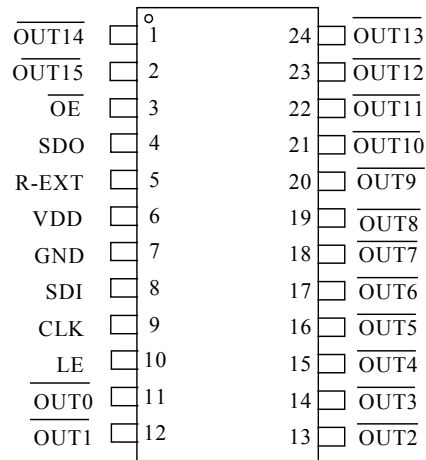 OUT14 1 24 OUT13
OUT15 2 23 OUT12
OE 3 22 OUT11
SDO 4 21 OUT10
R-EXT 5 20 OUT9
VDD 6 19 OUT8
GND 7 18 OUT7
SDI 8 17 OUT6
CLK 9 16 OUT5
LE 10 15 OUT4
OUT0 11 14 OUT3
OUT1 12 13 OUT2